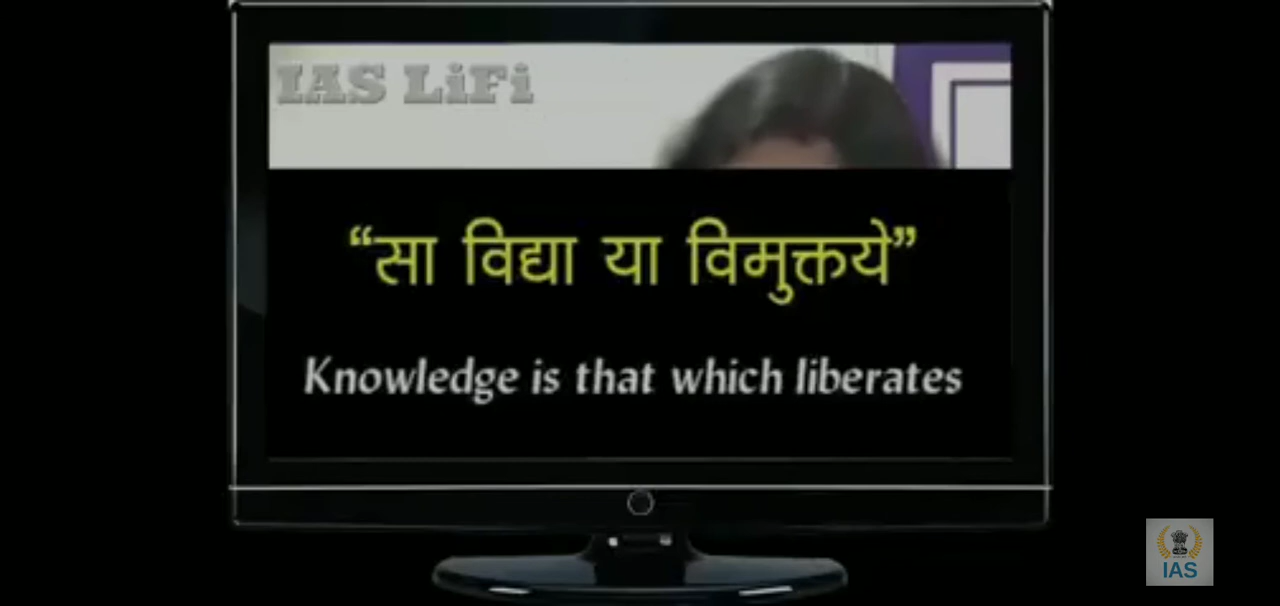 IAS LiFi
“सा विद्या या विमुक्तये”
Knowledge is that which liberates
IAS